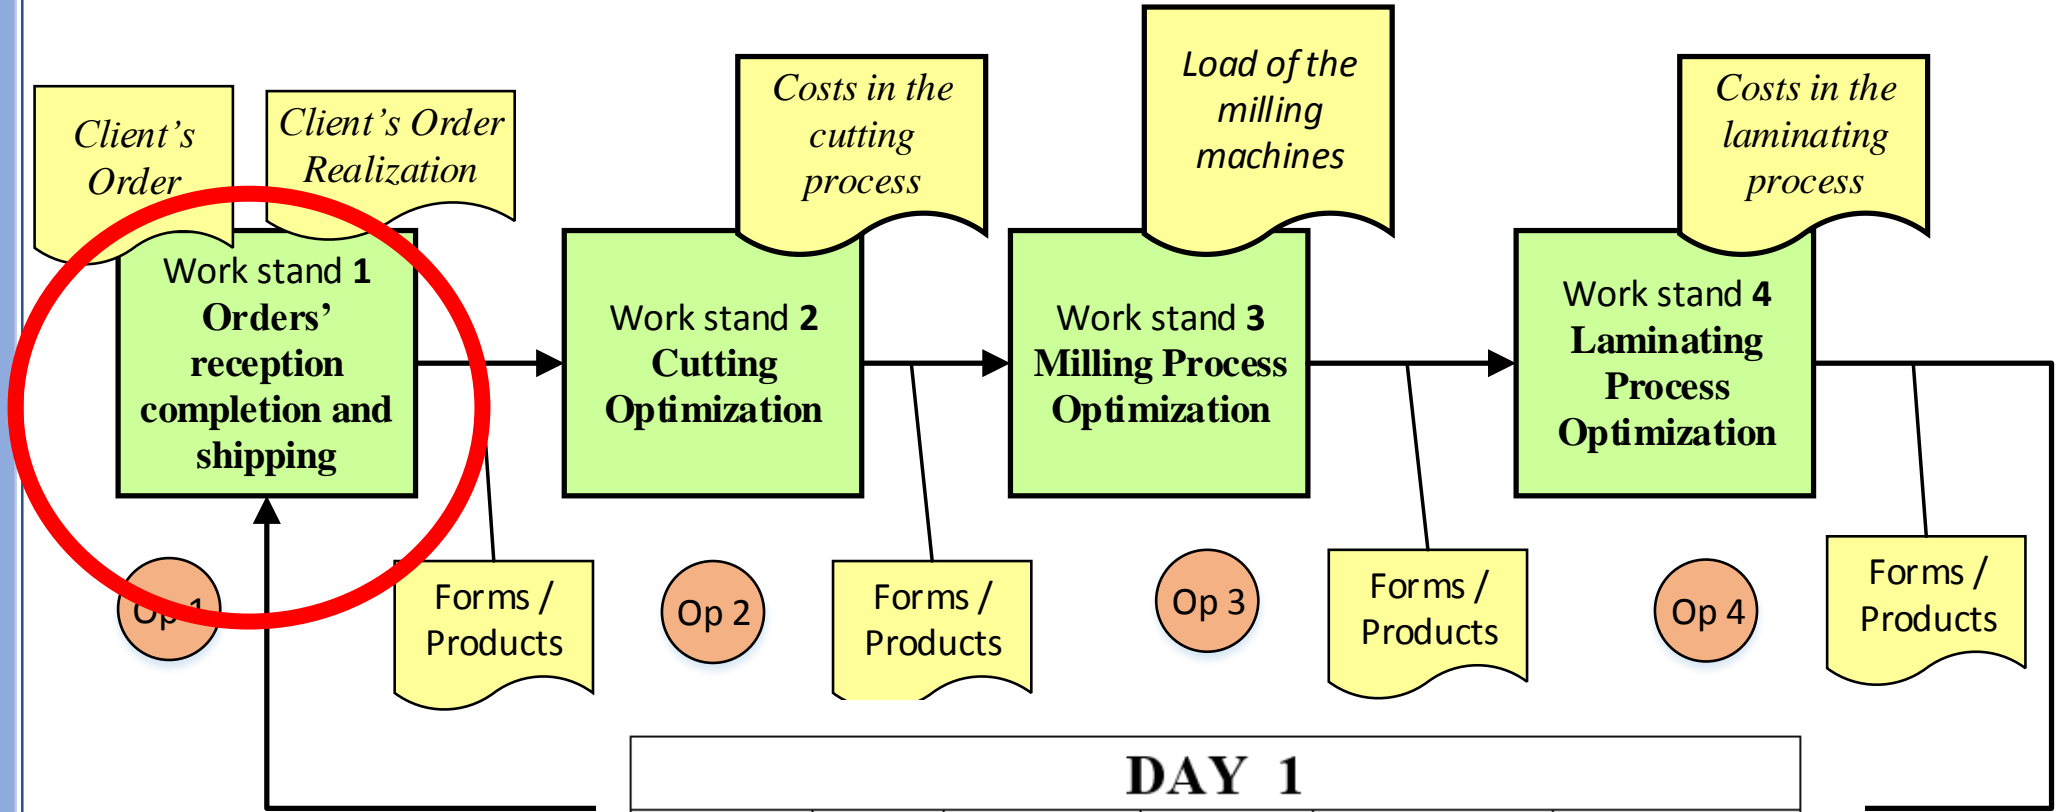 Client's
Order
Client's Order
Realization
Costs in the
cutting
process
Load of the
milling
machines
Costs in the
laminating
process
Work stand 1
Orders'
reception
completion and
shipping
Work stand 2
Cutting
Optimization
Work stand 3
Milling Process
Optimization
Work stand 4
Laminating
Process
Optimization
Op 1
Forms /
Products
Op 2
Forms /
Products
Op 3
Forms /
Products
Op 4
Forms /
Products
DAY 1